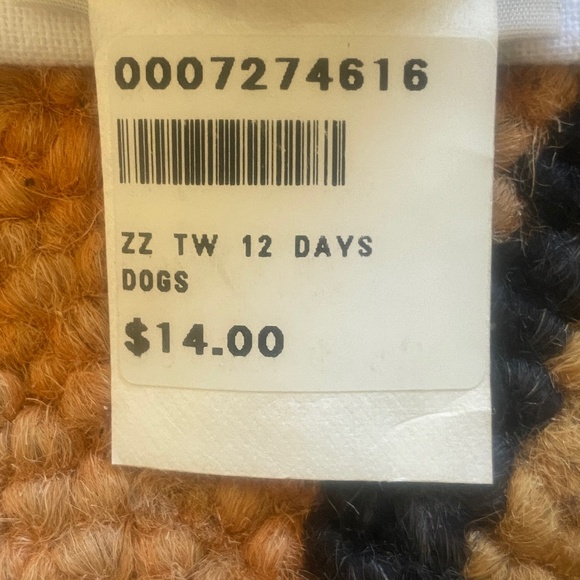 0007274616
ZZ TW 12 DAYS
DOGS
$14.00